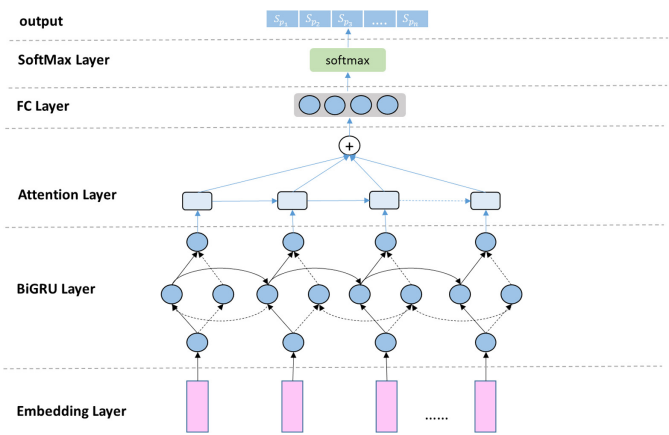 output
S_{p_1} S_{p_2} S_{p_3} .... S_{p_n}
SoftMax Layer
softmax
FC Layer
+
Attention Layer
BiGRU Layer
Embedding Layer
......